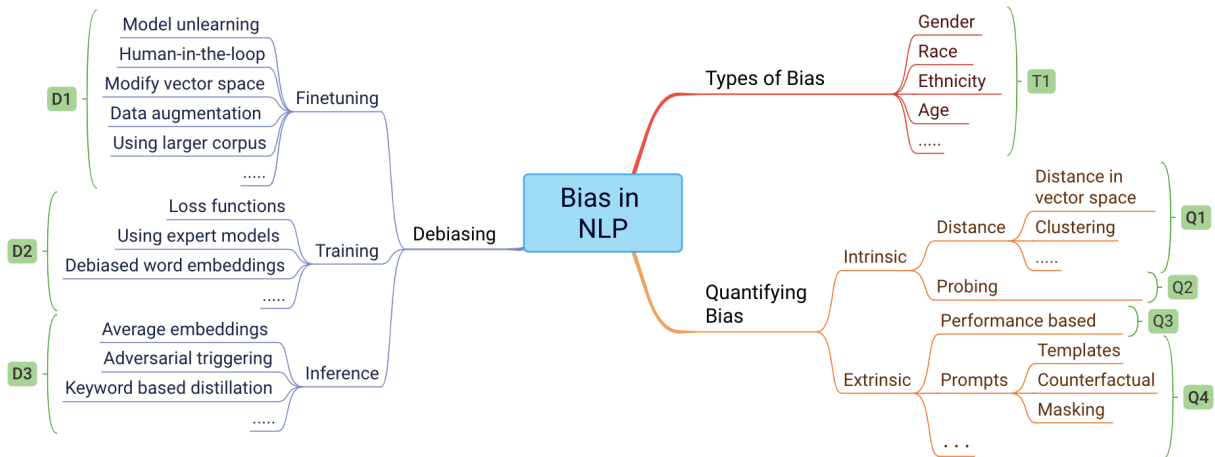 Bias in
NLP
Debiasing
Finetuning
Model unlearning
Human-in-the-loop
Modify vector space
Data augmentation
Using larger corpus
.....
D1
Training
Loss functions
Using expert models
Debiased word embeddings
.....
D2
Inference
Average embeddings
Adversarial triggering
Keyword based distillation
.....
D3
Types of Bias
Gender
Race
Ethnicity
Age
.....
T1
Quantifying
Bias
Intrinsic
Distance
Distance in
vector space
Clustering
.....
Q1
Probing
Q2
Extrinsic
Performance based
Q3
Prompts
Templates
Counterfactual
Masking
. . .
Q4